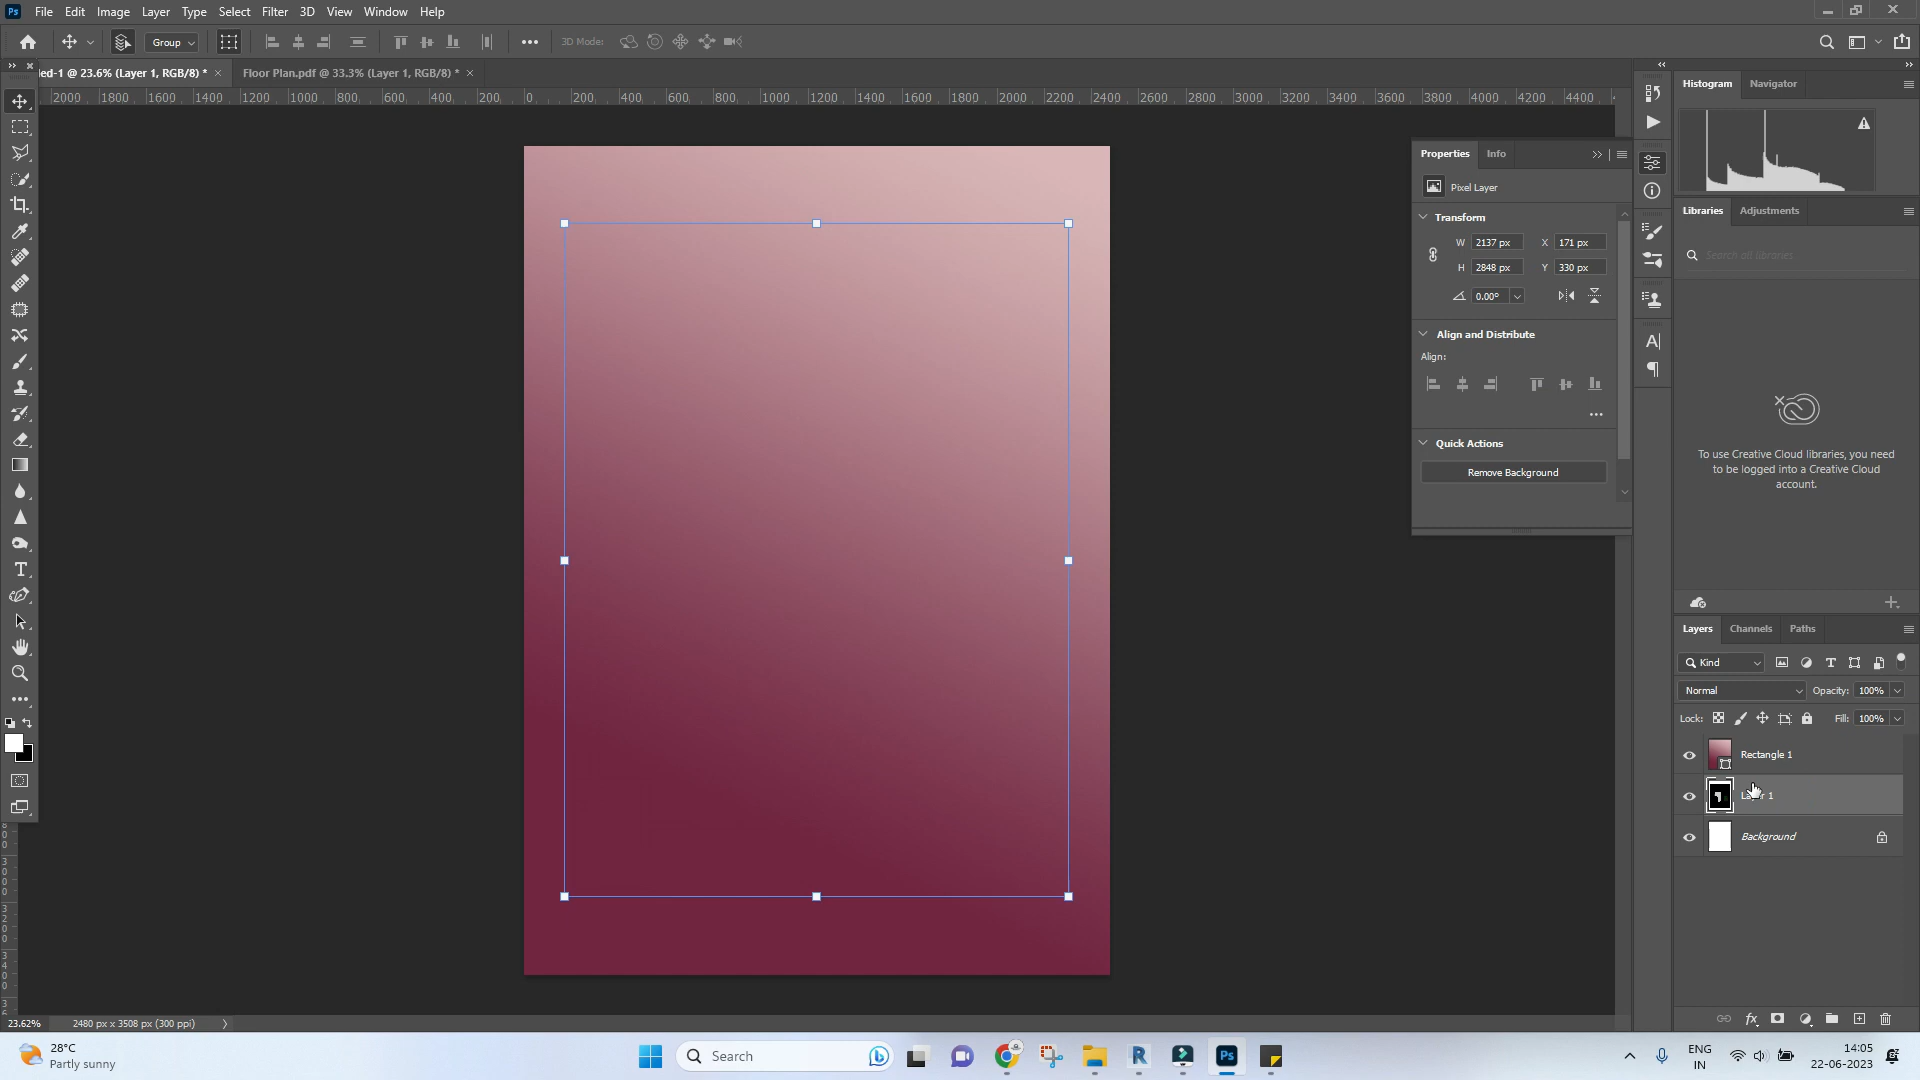 Ps File Edit Image Layer Type Select Filter 3D View Window Help
Group 3D Mode:
led-1 @ 23.6% (Layer 1, RGB/8) * × Floor Plan.pdf @ 33.3% (Layer 1, RGB/8) * ×
2000 1800 1600 1400 1200 1000 800 600 400 200 0 200 400 600 800 1000 1200 1400 1600 1800 2000 2200 2400 2600 2800 3000 3200 3400 3600 3800 4000 4200 4400
Histogram Navigator
Properties Info
Pixel Layer
Transform
W 2137 px X 171 px
H 2848 px Y 330 px
0.00°
Align and Distribute
Align:
Quick Actions
Remove Background
Libraries Adjustments
Search all libraries...
To use Creative Cloud libraries, you need
to be logged into a Creative Cloud
account.
Layers Channels Paths
Kind
Normal Opacity: 100%
Lock: Fill: 100%
Rectangle 1
Background
23.62% 2480 px x 3508 px (300 ppi)
28°C
Partly sunny
Search
Ps
ENG
IN
14:05
22-06-2023